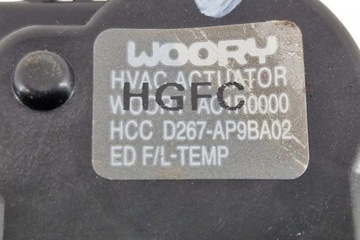 WOORY
HVAC ACTUATOR
HGFC
HCC D267-AP9BA02
ED F/L-TEMP